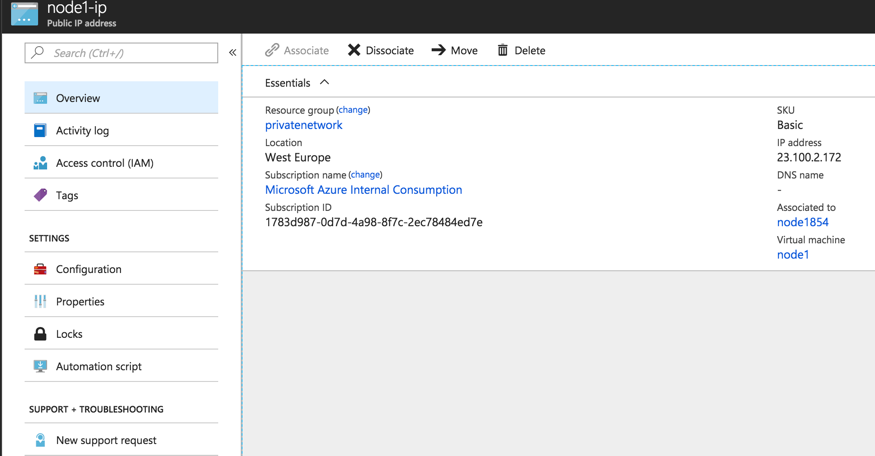 node1-ip
Public IP address
Search (Ctrl+/)
«
Associate Dissociate Move Delete
Overview
Activity log
Access control (IAM)
Tags
SETTINGS
Configuration
Properties
Locks
Automation script
SUPPORT + TROUBLESHOOTING
New support request
Essentials
Resource group (change)
privatenetwork
Location
West Europe
Subscription name (change)
Microsoft Azure Internal Consumption
Subscription ID
1783d987-0d7d-4a98-8f7c-2ec78484ed7e
SKU
Basic
IP address
23.100.2.172
DNS name
-
Associated to
node1854
Virtual machine
node1